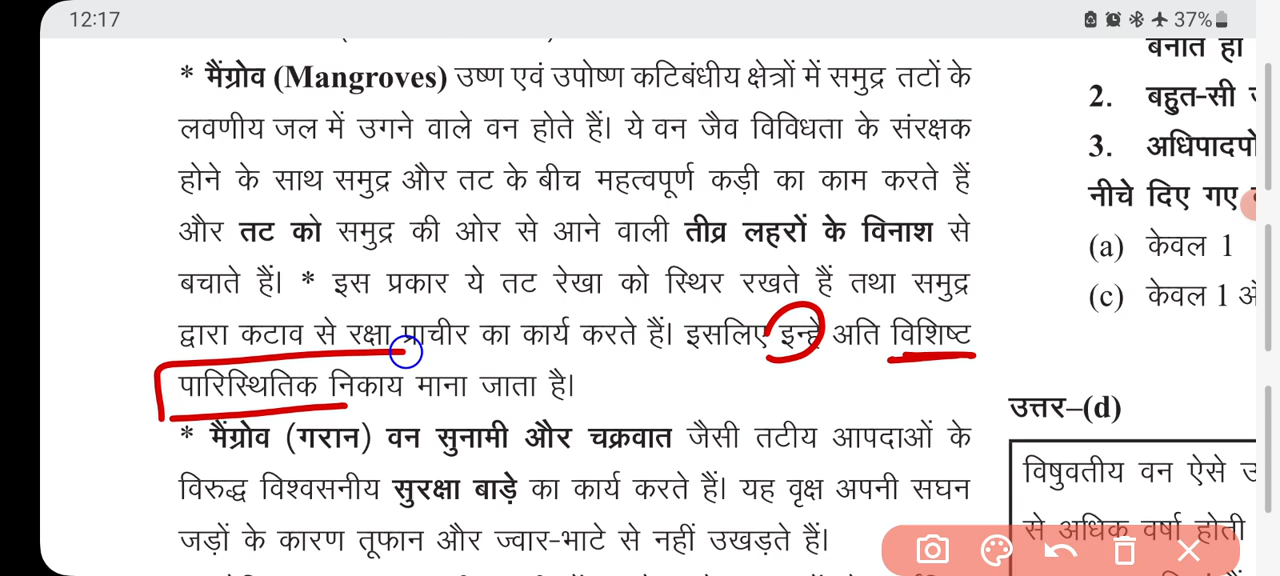 12:17
37%
* मैंग्रोव (Mangroves) उष्ण एवं उपोष्ण कटिबंधीय क्षेत्रों में समुद्र तटों के
लवणीय जल में उगने वाले वन होते हैं। ये वन जैव विविधता के संरक्षक
होने के साथ समुद्र और तट के बीच महत्वपूर्ण कड़ी का काम करते हैं
और तट को समुद्र की ओर से आने वाली तीव्र लहरों के विनाश से
बचाते हैं। * इस प्रकार ये तट रेखा को स्थिर रखते हैं तथा समुद्र
द्वारा कटाव से रक्षा प्राचीर का कार्य करते हैं। इसलिए इन्हें अति विशिष्ट
पारिस्थितिक निकाय माना जाता है।
* मैंग्रोव (गरान) वन सुनामी और चक्रवात जैसी तटीय आपदाओं के
विरुद्ध विश्वसनीय सुरक्षा बाड़े का कार्य करते हैं। यह वृक्ष अपनी सघन
जड़ों के कारण तूफान और ज्वार-भाटे से नहीं उखड़ते हैं।
बनाते हों
2. बहुत-सी
3. अधिपादपो
नीचे दिए गए
(a) केवल 1
(c) केवल 1
उत्तर–(d)
विषुवतीय वन ऐसे
से अधिक वर्षा होती